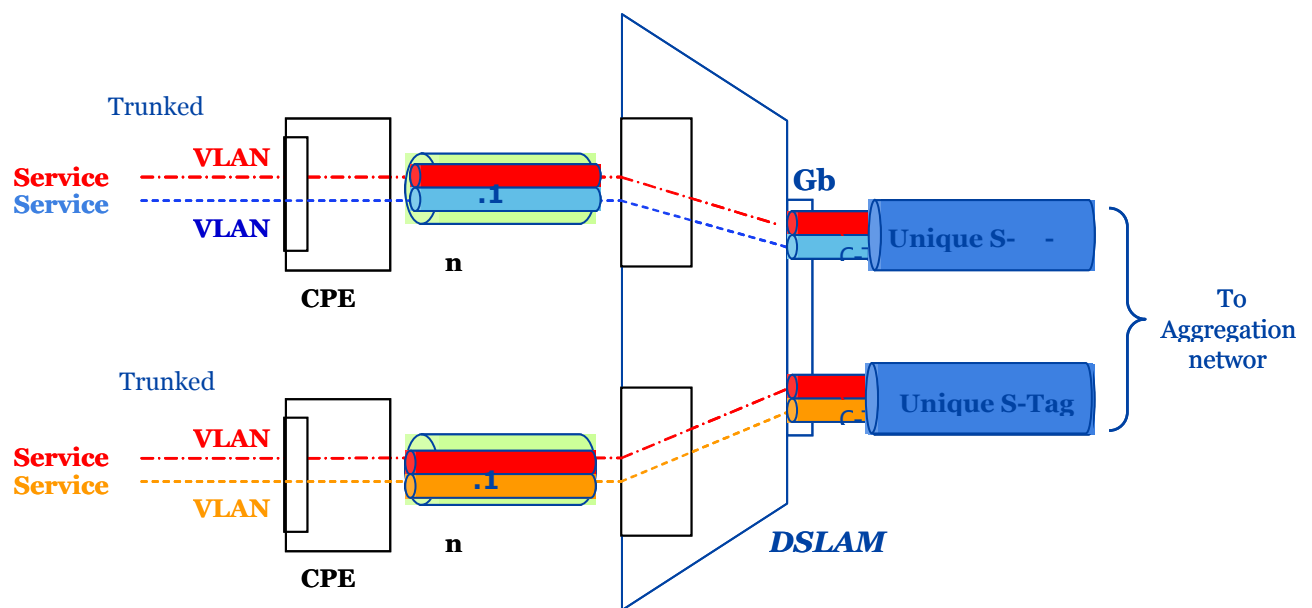 Trunked
VLAN
Service
Service
VLAN
.1
n
CPE
Gb
Unique S- -
C-
To
Aggregation
networ
Trunked
VLAN
Service
Service
VLAN
.1
n
CPE
Unique S-Tag
C-
DSLAM